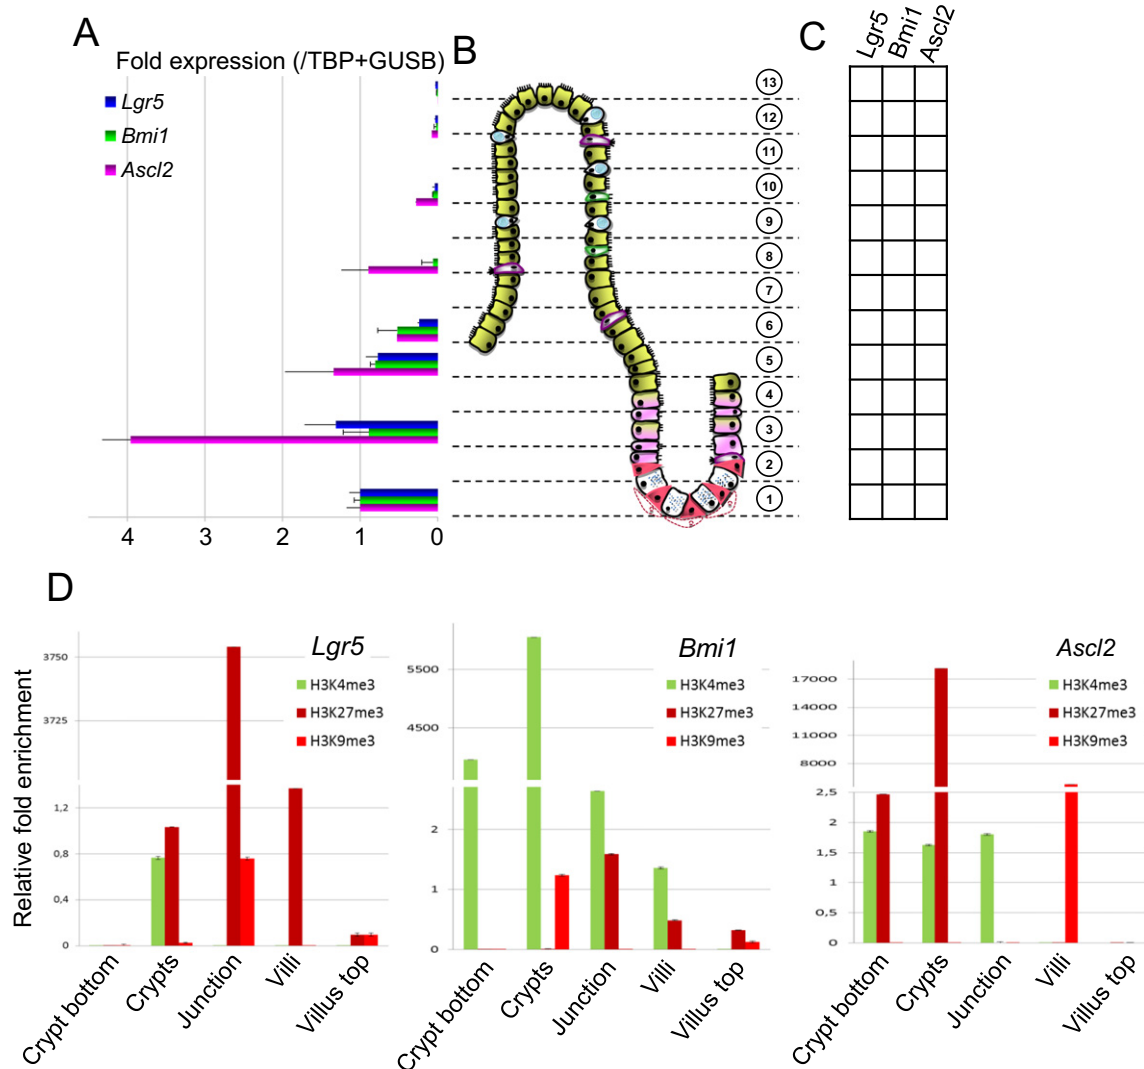 A
Fold expression (/TBP+GUSB)
Lgr5
Bmi1
Ascl2
4 3 2 1 0
B
13
12
11
10
9
8
7
6
5
4
3
2
1
C
Lgr5 Bmi1 Ascl2
D
Relative fold enrichment
Lgr5
H3K4me3
H3K27me3
H3K9me3
3750
3725
1,2
0,8
0,4
0
Crypt bottom
Crypts
Junction
Villi
Villus top
Bmi1
H3K4me3
H3K27me3
H3K9me3
5500
4500
2
1
0
Crypt bottom
Crypts
Junction
Villi
Villus top
Ascl2
H3K4me3
H3K27me3
H3K9me3
17000
14000
11000
8000
2,5
2
1,5
1
0,5
0
Crypt bottom
Crypts
Junction
Villi
Villus top